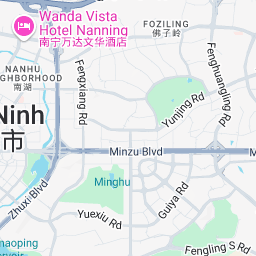 Wanda Vista
Hotel Nanning
南宁万达文华酒店
FOZILING
佛子岭
NANHU
GHBORHOOD
南湖
Fengxiang Rd
Fenghuangling Rd
Yunjing Rd
Ninh
市
Minzu Blvd
Minghu
Zhuxi Blvd
Yuexiu Rd
Guiya Rd
maoping
iversion
Fengling S Rd